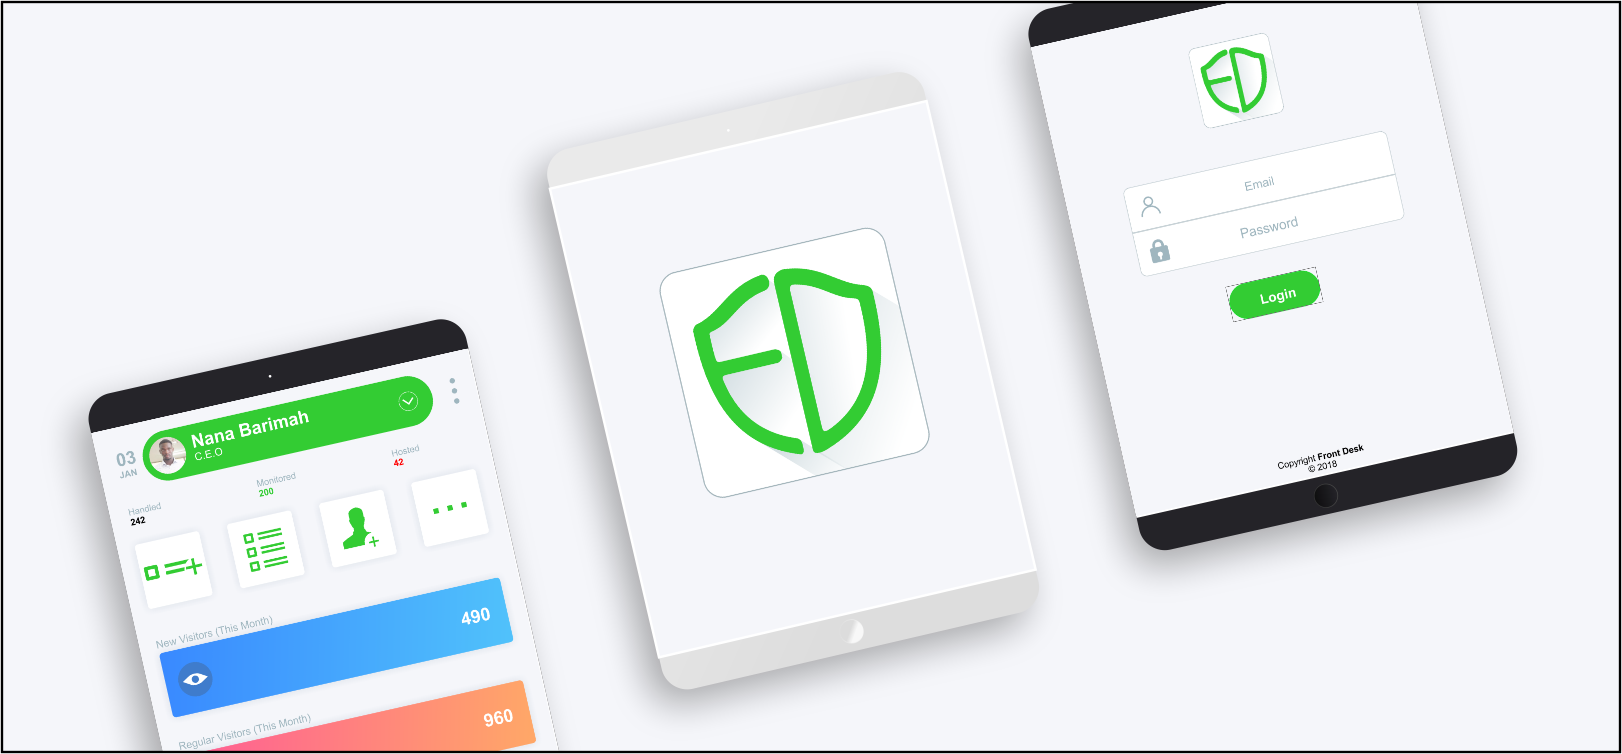 03
JAN
Nana Barimah
C.E.O
Handled
242
Monitored
200
Hosted
42
New Visitors (This Month)
490
Regular Visitors (This Month)
960
Email
Password
Login
Copyright Front Desk
© 2018